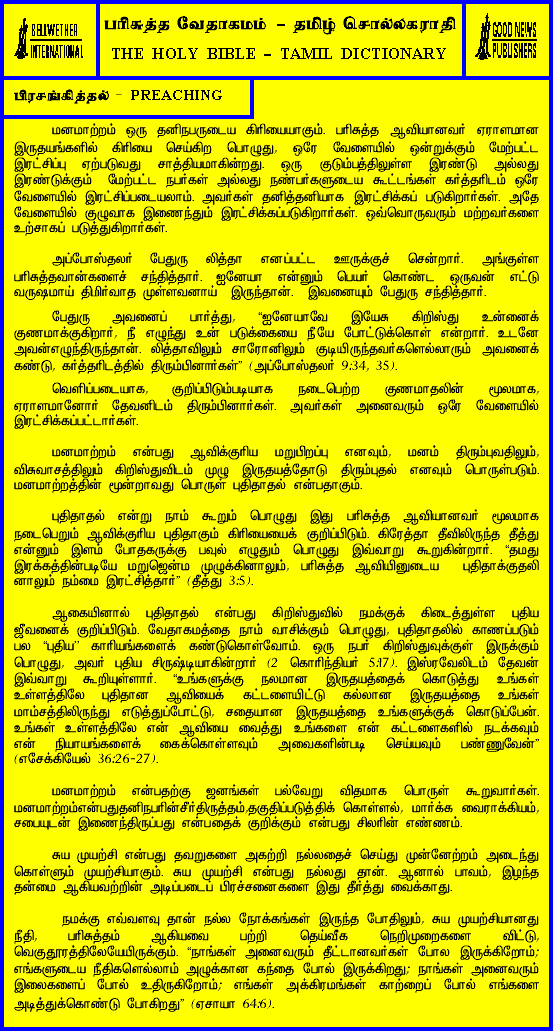 BELLWETHER
INTERNATIONAL
பரிசுத்த வேதாகமம் - தமிழ் சொல்லகராதி
THE HOLY BIBLE - TAMIL DICTIONARY
GOOD NEWS
PUBLISHERS
பிரசங்கித்தல் - PREACHING
மனமாற்றம் ஒரு தனிநபருடைய கிரியையாகும். பரிசுத்த ஆவியானவர் ஏராளமான
இருதயங்களில் கிரியை செய்கிற பொழுது, ஒரே வேளையில் ஒன்றுக்கும் மேற்பட்ட
இரட்சிப்பு ஏற்படுவது சாத்தியமாகின்றது. ஒரு குடும்பத்திலுள்ள இரண்டு அல்லது
இரண்டுக்கும் மேற்பட்ட நபர்கள் அல்லது நண்பர்களுடைய கூட்டங்கள் கர்த்தரிடம் ஒரே
வேளையில் இரட்சிப்படையலாம். அவர்கள் தனித்தனியாக இரட்சிக்கப் படுகிறார்கள். அதே
வேளையில் குழுவாக இணைந்தும் இரட்சிக்கப்படுகிறார்கள். ஒவ்வொருவரும் மற்றவர்களை
உற்சாகப் படுத்துகிறார்கள்.
அப்போஸ்தலர் பேதுரு லித்தா எனப்பட்ட ஊருக்குச் சென்றார். அங்குள்ள
பரிசுத்தவான்களைச் சந்தித்தார். ஐனேயா என்னும் பெயர் கொண்ட ஒருவன் எட்டு
வருஷமாய் திமிர்வாத முள்ளவனாய் இருந்தான். இவனையும் பேதுரு சந்தித்தார்.
பேதுரு அவனைப் பார்த்து, “ஐனேயாவே இயேசு கிறிஸ்து உன்னைக்
குணமாக்குகிறார், நீ எழுந்து உன் படுக்கையை நீயே போட்டுக்கொள் என்றார். உடனே
அவன்எழுந்திருந்தான். லித்தாவிலும் சாரோனிலும் குடியிருந்தவர்களெல்லாரும் அவனைக்
கண்டு, கர்த்தரிடத்தில் திரும்பினார்கள்” (அப்போஸ்தலர் 9:34, 35).
வெளிப்படையாக, குறிப்பிடும்படியாக நடைபெற்ற குணமாதலின் மூலமாக,
ஏராளமானோர் தேவனிடம் திரும்பினார்கள். அவர்கள் அனைவரும் ஒரே வேளையில்
இரட்சிக்கப்பட்டார்கள்.
மனமாற்றம் என்பது ஆவிக்குரிய மறுபிறப்பு எனவும், மனம் திரும்புவதிலும்,
விசுவாசத்திலும் கிறிஸ்துவிடம் முழு இருதயத்தோடு திரும்புதல் எனவும் பொருள்படும்.
மனமாற்றத்தின் மூன்றாவது பொருள் புதிதாதல் என்பதாகும்.
புதிதாதல் என்று நாம் கூறும் பொழுது இது பரிசுத்த ஆவியானவர் மூலமாக
நடைபெறும் ஆவிக்குரிய புதிதாகும் கிரியையைக் குறிப்பிடும். கிரேத்தா தீவிலிருந்த தீத்து
என்னும் இளம் போதகருக்கு பவுல் எழுதும் பொழுது இவ்வாறு கூறுகின்றார். “தமது
இரக்கத்தின்படியே மறுஜென்ம முழுக்கினாலும், பரிசுத்த ஆவியினுடைய புதிதாக்குதலி
னாலும் நம்மை இரட்சித்தார்” (தீத்து 3:5).
ஆகையினால் புதிதாதல் என்பது கிறிஸ்துவில் நமக்குக் கிடைத்துள்ள புதிய
ஜீவனைக் குறிப்பிடும். வேதாகமத்தை நாம் வாசிக்கும் பொழுது, புதிதாதலில் காணப்படும்
பல “புதிய” காரியங்களைக் கண்டுகொள்வோம். ஒரு நபர் கிறிஸ்துவுக்குள் இருக்கும்
பொழுது, அவர் புதிய சிருஷ்டியாகின்றார் (2 கொரிந்தியர் 5:17). இஸ்ரவேலிடம் தேவன்
இவ்வாறு கூறியுள்ளார். “உங்களுக்கு நவமான இருதயத்தைக் கொடுத்து உங்கள்
உள்ளத்திலே புதிதான ஆவியைக் கட்டளையிட்டு கல்லான இருதயத்தை உங்கள்
மாம்சத்திலிருந்து எடுத்துப்போட்டு, சதையான இருதயத்தை உங்களுக்குக் கொடுப்பேன்.
உங்கள் உள்ளத்திலே என் ஆவியை வைத்து உங்களை என் கட்டளைகளில் நடக்கவும்
என் நியாயங்களைக் கைக்கொள்ளவும் அவைகளின்படி செய்யவும் பண்ணுவேன்”
(எசேக்கியேல் 36:26-27).
மனமாற்றம் என்பதற்கு ஜனங்கள் பல்வேறு விதமாக பொருள் கூறுவார்கள்.
மனமாற்றம்என்பதுதனிநபரின்சீர்திருத்தம்,தகுதிப்படுத்திக் கொள்ளல், மார்க்க வைராக்கியம்,
சபையுடன் இணைந்திருப்பது என்பதைக் குறிக்கும் என்பது சிலரின் எண்ணம்.
சுய முயற்சி என்பது தவறுகளை அகற்றி நல்லதைச் செய்து முன்னேற்றம் அடைந்து
கொள்ளும் முயற்சியாகும். சுய முயற்சி என்பது நல்லது தான். ஆனால் பாவம், இழந்த
தன்மை ஆகியவற்றின் அடிப்படைப் பிரச்சனைகளை இது தீர்த்து வைக்காது.
நமக்கு எவ்வளவு தான் நல்ல நோக்கங்கள் இருந்த போதிலும், சுய முயற்சியானது
நீதி, பரிசுத்தம் ஆகியவை பற்றி தெய்வீக நெறிமுறைகளை விட்டு,
வெகுதூரத்திலேயேயிருக்கும். “நாங்கள் அனைவரும் தீட்டானவர்கள் போல இருக்கிறோம்;
எங்களுடைய நீதிகளெல்லாம் அழுக்கான கந்தை போல் இருக்கிறது; நாங்கள் அனைவரும்
இலைகளைப் போல் உதிருகிறோம்; எங்கள் அக்கிரமங்கள் காற்றைப் போல் எங்களை
அடித்துக்கொண்டு போகிறது” (ஏசாயா 64:6).